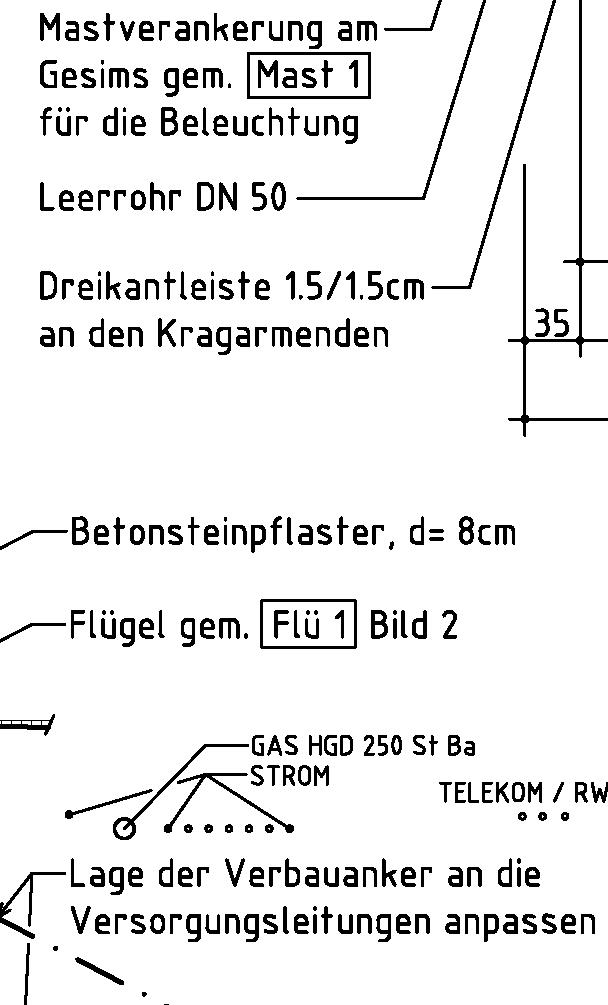 Mastverankerung am
Gesims gem. Mast 1
für die Beleuchtung
Leerrohr DN 50
Dreikantleiste 1.5/1.5cm
an den Kragarmenden
35
Betonsteinpflaster, d= 8cm
Flügel gem. Flü 1 Bild 2
GAS HGD 250 St Ba
STROM
TELEKOM / RW
Lage der Verbauanker an die
Versorgungsleitungen anpassen